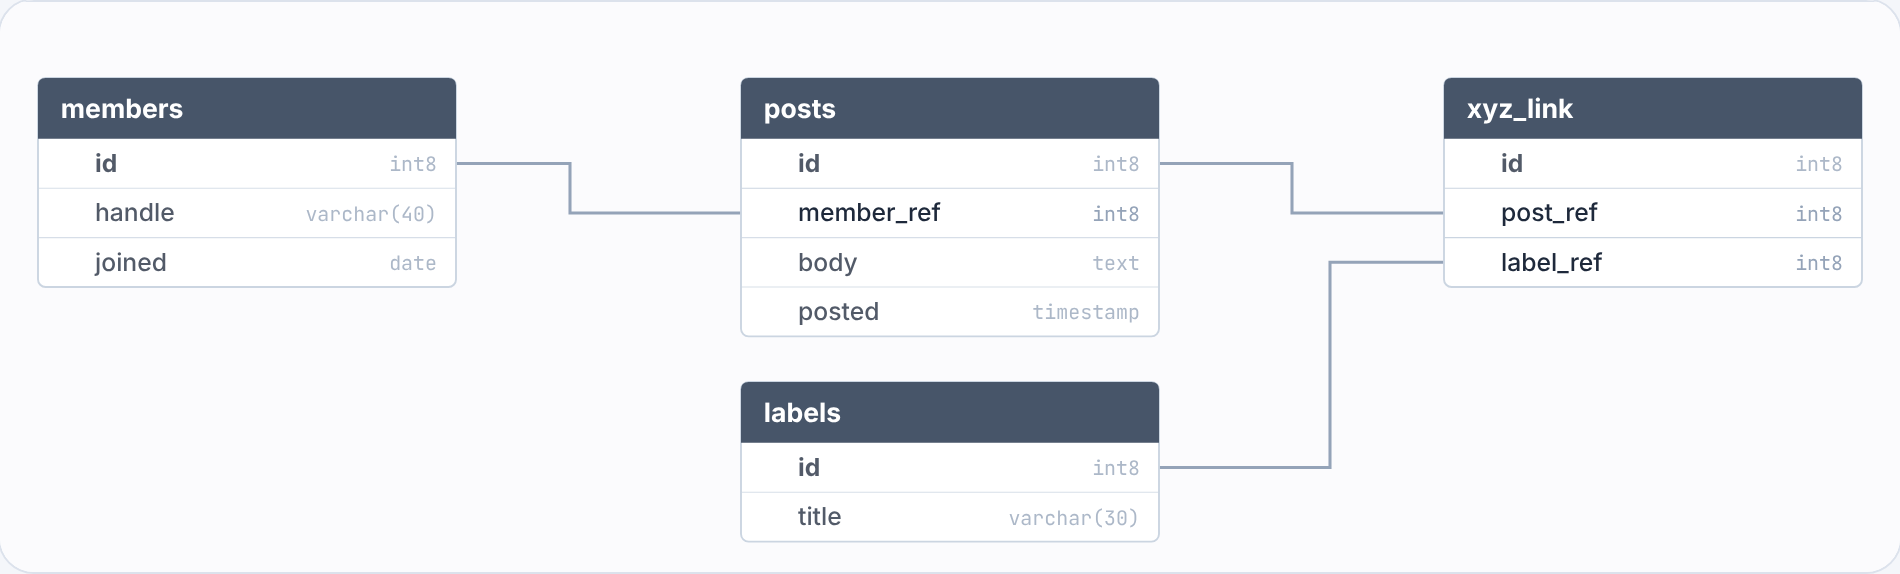 members
id int8
handle varchar(40)
joined date
posts
id int8
member_ref int8
body text
posted timestamp
labels
id int8
title varchar(30)
xyz_link
id int8
post_ref int8
label_ref int8